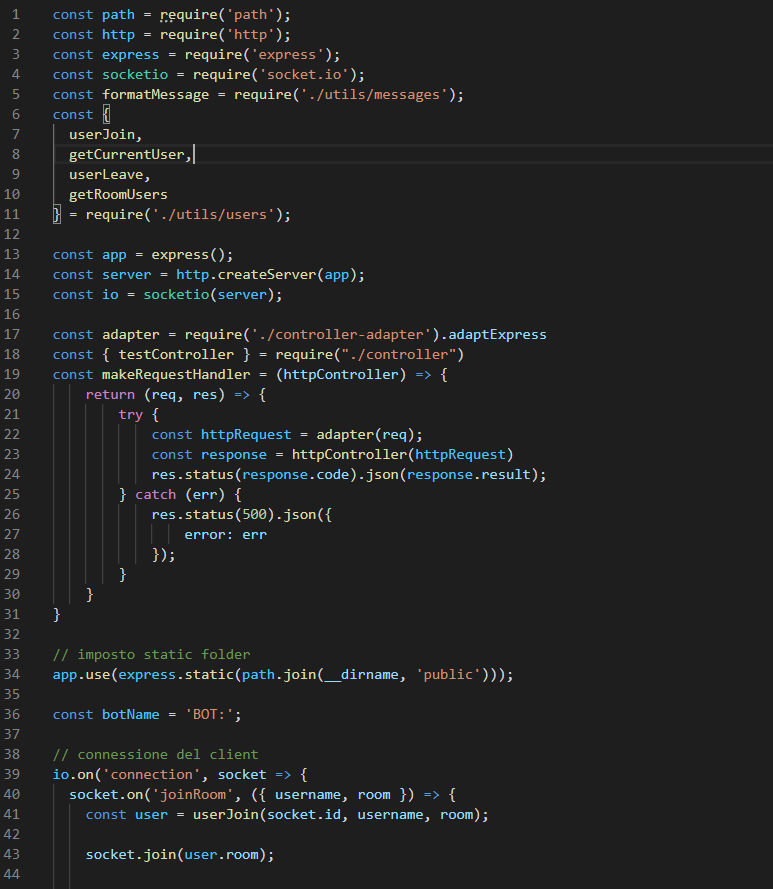 1 const path = require('path');
2 const http = require('http');
3 const express = require('express');
4 const socketio = require('socket.io');
5 const formatMessage = require('./utils/messages');
6 const {
7   userJoin,
8   getCurrentUser,
9   userLeave,
10   getRoomUsers
11 } = require('./utils/users');
12
13 const app = express();
14 const server = http.createServer(app);
15 const io = socketio(server);
16
17 const adapter = require('./controller-adapter').adaptExpress
18 const { testController } = require("./controller")
19 const makeRequestHandler = (httpController) => {
20     return (req, res) => {
21         try {
22             const httpRequest = adapter(req);
23             const response = httpController(httpRequest)
24             res.status(response.code).json(response.result);
25         } catch (err) {
26             res.status(500).json({
27                 error: err
28             });
29         }
30     }
31 }
32
33 // imposto static folder
34 app.use(express.static(path.join(__dirname, 'public')));
35
36 const botName = 'BOT:';
37
38 // connessione del client
39 io.on('connection', socket => {
40   socket.on('joinRoom', ({ username, room }) => {
41     const user = userJoin(socket.id, username, room);
42
43     socket.join(user.room);
44